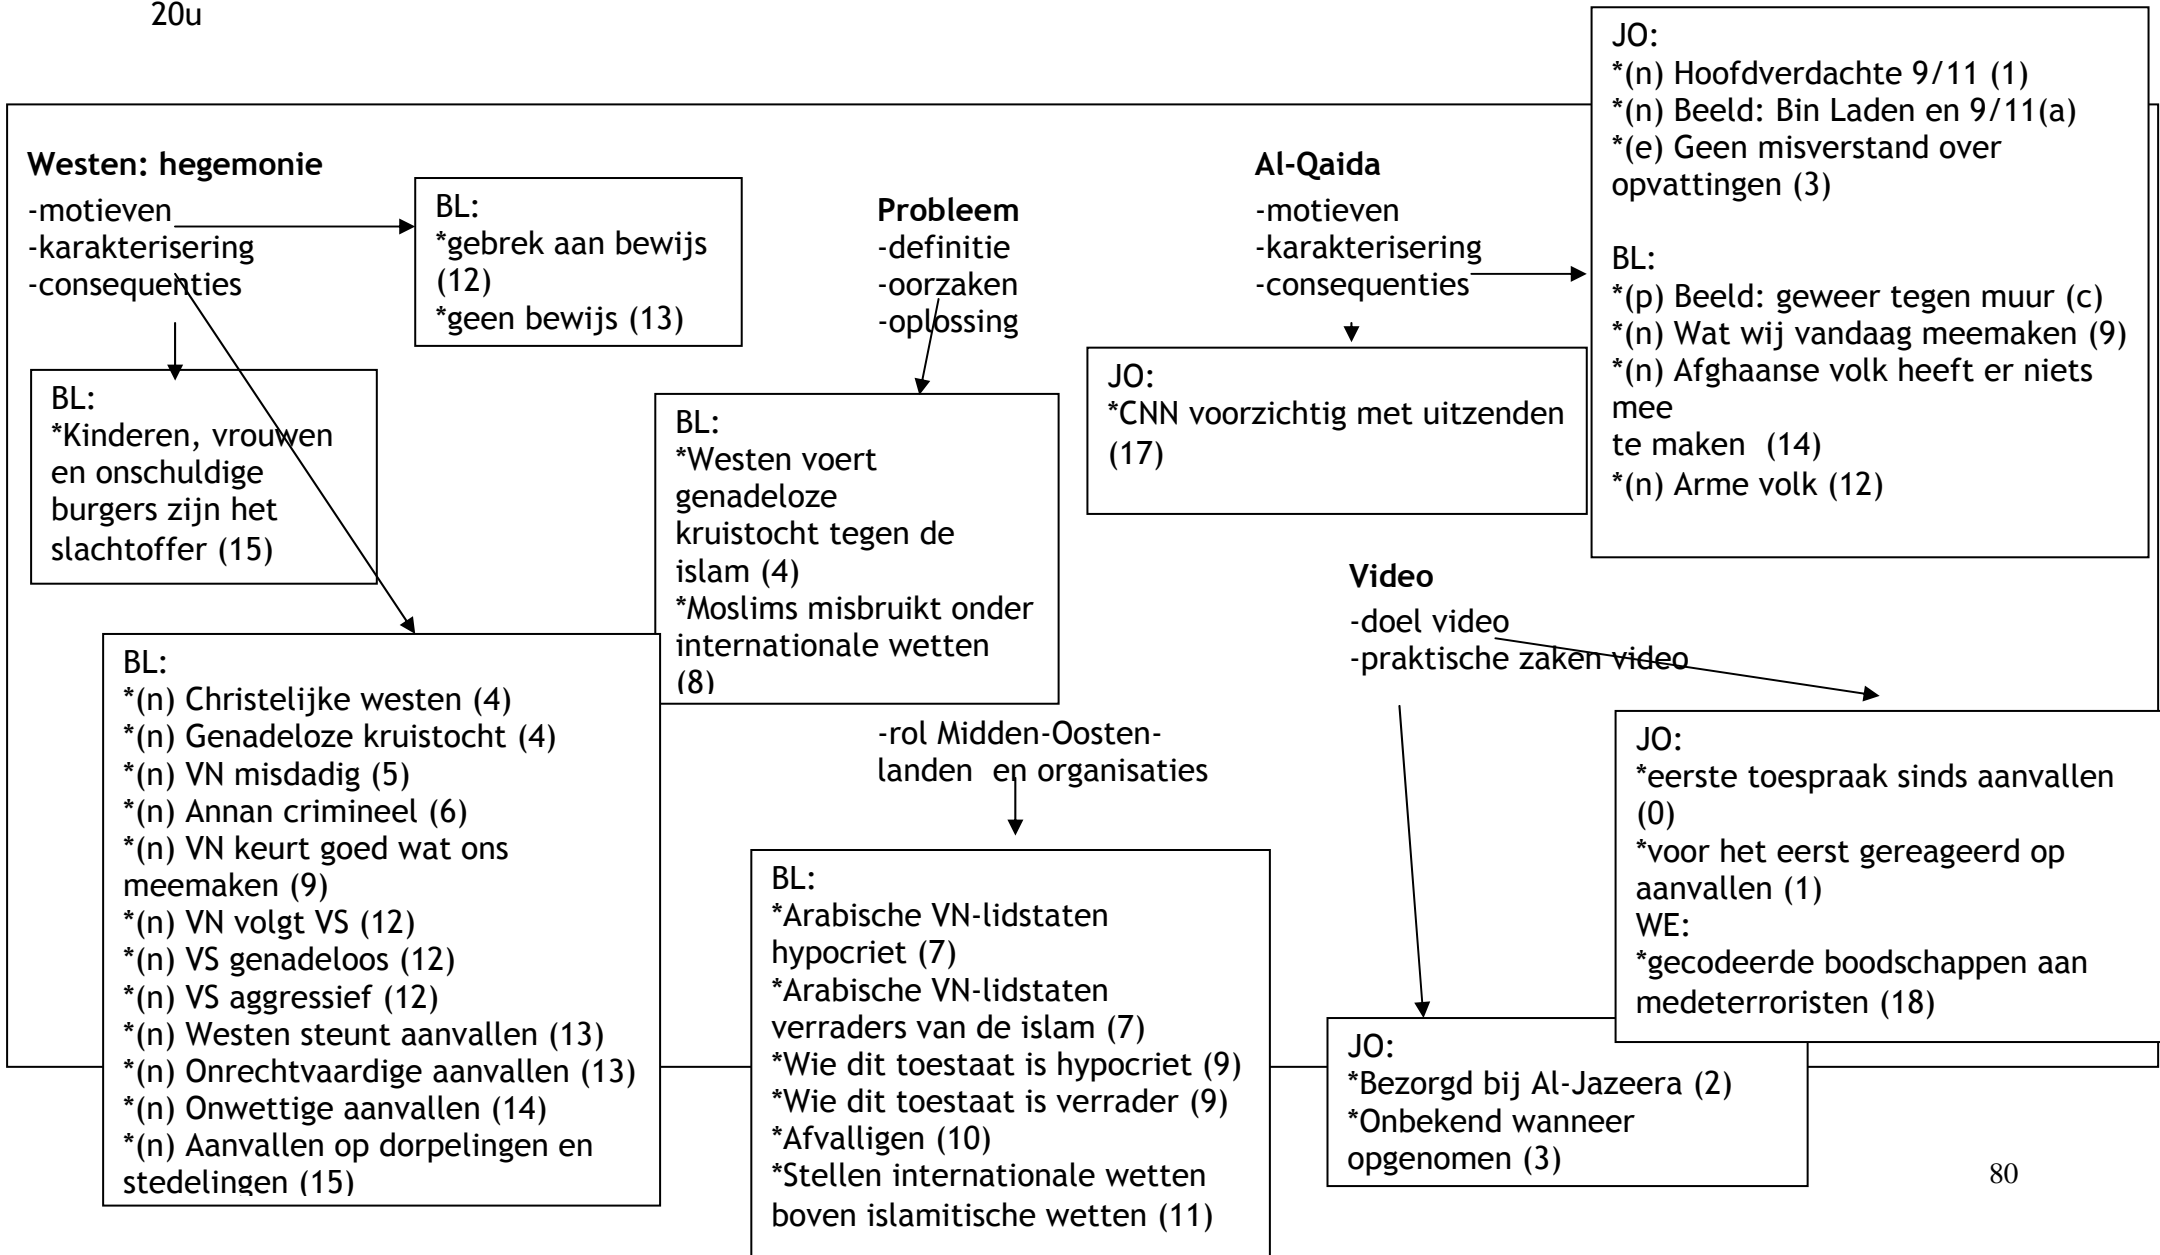 20u
Westen: hegemonie
-motieven
-karakterisering
-consequenties
BL:
*gebrek aan bewijs
(12)
*geen bewijs (13)
BL:
*Kinderen, vrouwen
en onschuldige
burgers zijn het
slachtoffer (15)
BL:
*(n) Christelijke westen (4)
*(n) Genadeloze kruistocht (4)
*(n) VN misdadig (5)
*(n) Annan crimineel (6)
*(n) VN keurt goed wat ons
meemaken (9)
*(n) VN volgt VS (12)
*(n) VS genadeloos (12)
*(n) VS aggressief (12)
*(n) Westen steunt aanvallen (13)
*(n) Onrechtvaardige aanvallen (13)
*(n) Onwettige aanvallen (14)
*(n) Aanvallen op dorpelingen en
stedelingen (15)
Probleem
-definitie
-oorzaken
-oplossing
BL:
*Westen voert
genadeloze
kruistocht tegen de
islam (4)
*Moslims misbruikt onder
internationale wetten
(8)
-rol Midden-Oosten-
landen  en organisaties
BL:
*Arabische VN-lidstaten
hypocriet (7)
*Arabische VN-lidstaten
verraders van de islam (7)
*Wie dit toestaat is hypocriet (9)
*Wie dit toestaat is verrader (9)
*Afvalligen (10)
*Stellen internationale wetten
boven islamitische wetten (11)
Al-Qaida
-motieven
-karakterisering
-consequenties
JO:
*CNN voorzichtig met uitzenden
(17)
JO:
*(n) Hoofdverdachte 9/11 (1)
*(n) Beeld: Bin Laden en 9/11(a)
*(e) Geen misverstand over
opvattingen (3)
BL:
*(p) Beeld: geweer tegen muur (c)
*(n) Wat wij vandaag meemaken (9)
*(n) Afghaanse volk heeft er niets
mee
te maken  (14)
*(n) Arme volk (12)
Video
-doel video
-praktische zaken video
JO:
*eerste toespraak sinds aanvallen
(0)
*voor het eerst gereageerd op
aanvallen (1)
WE:
*gecodeerde boodschappen aan
medeterroristen (18)
JO:
*Bezorgd bij Al-Jazeera (2)
*Onbekend wanneer
opgenomen (3)
80